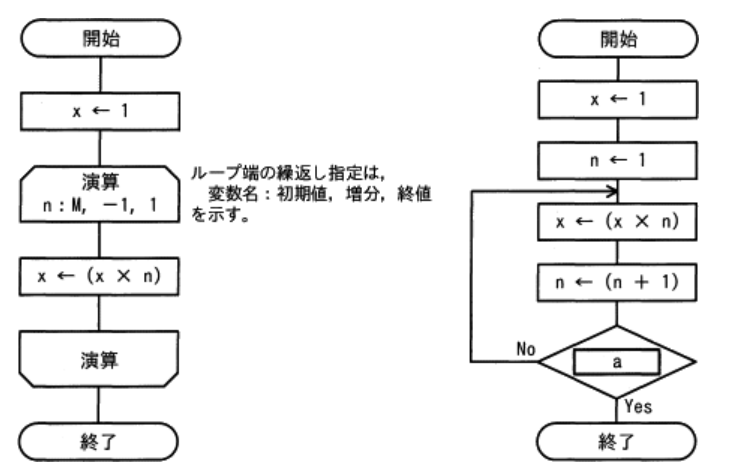 開始
x ← 1
演算
n : M, －1, 1
ループ端の繰返し指定は，
変数名：初期値，増分，終値
を示す。
x ← (x × n)
演算
終了
開始
x ← 1
n ← 1
x ← (x × n)
n ← (n + 1)
No
a
Yes
終了